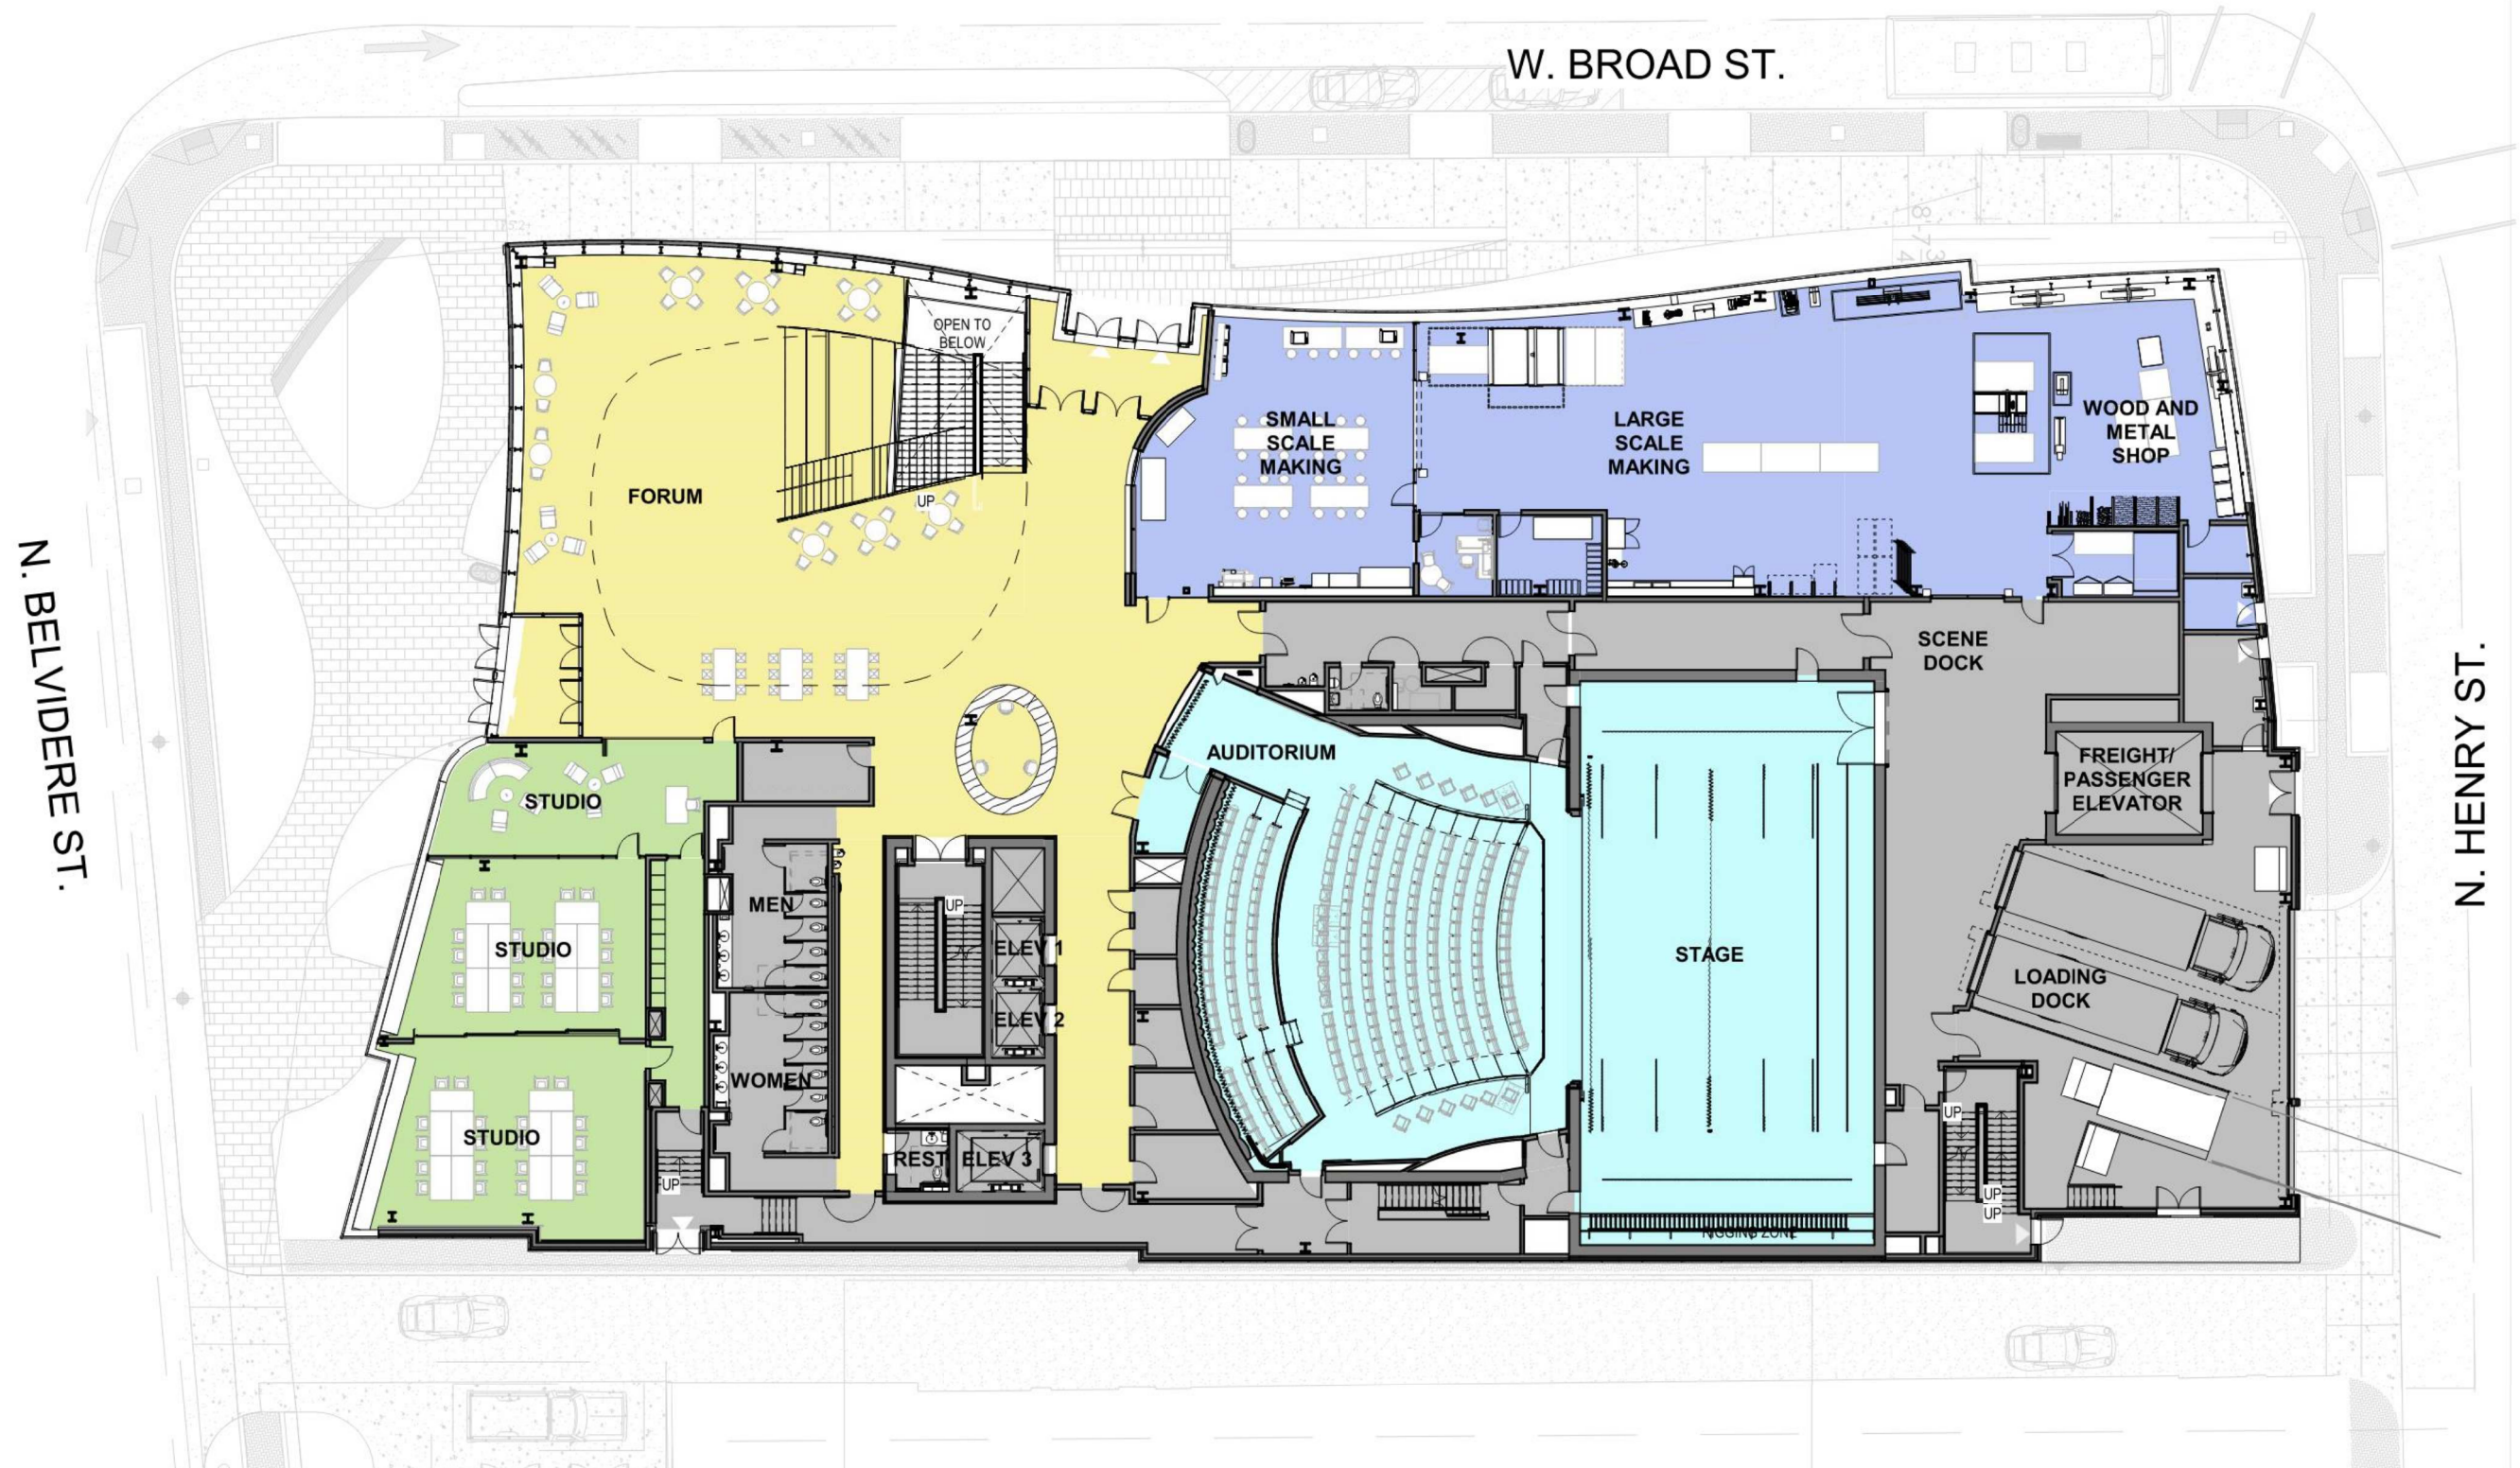 W. BROAD ST.
OPEN TO
BELOW
SMALL
SCALE
MAKING
LARGE
SCALE
MAKING
WOOD AND
METAL
SHOP
FORUM
UP
N. BELVIDERE ST.
N. HENRY ST.
SCENE
DOCK
AUDITORIUM
FREIGHT/
PASSENGER
ELEVATOR
STUDIO
MEN
UP
ELEV 1
STUDIO
STAGE
LOADING
DOCK
ELEV 2
WOMEN
UP
STUDIO
REST
ELEV 3
UP
UP
UP
RIGGING ZONE